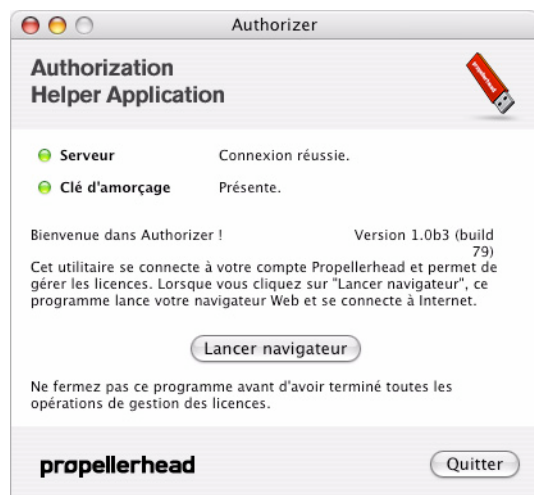 Authorizer
Authorization
Helper Application
propellerhead
Serveur Connexion réussie.
Clé d'amorçage Présente.
Bienvenue dans Authorizer ! Version 1.0b3 (build
79)
Cet utilitaire se connecte à votre compte Propellerhead et permet de
gérer les licences. Lorsque vous cliquez sur "Lancer navigateur", ce
programme lance votre navigateur Web et se connecte à Internet.
Lancer navigateur
Ne fermez pas ce programme avant d'avoir terminé toutes les
opérations de gestion des licences.
propellerhead Quitter